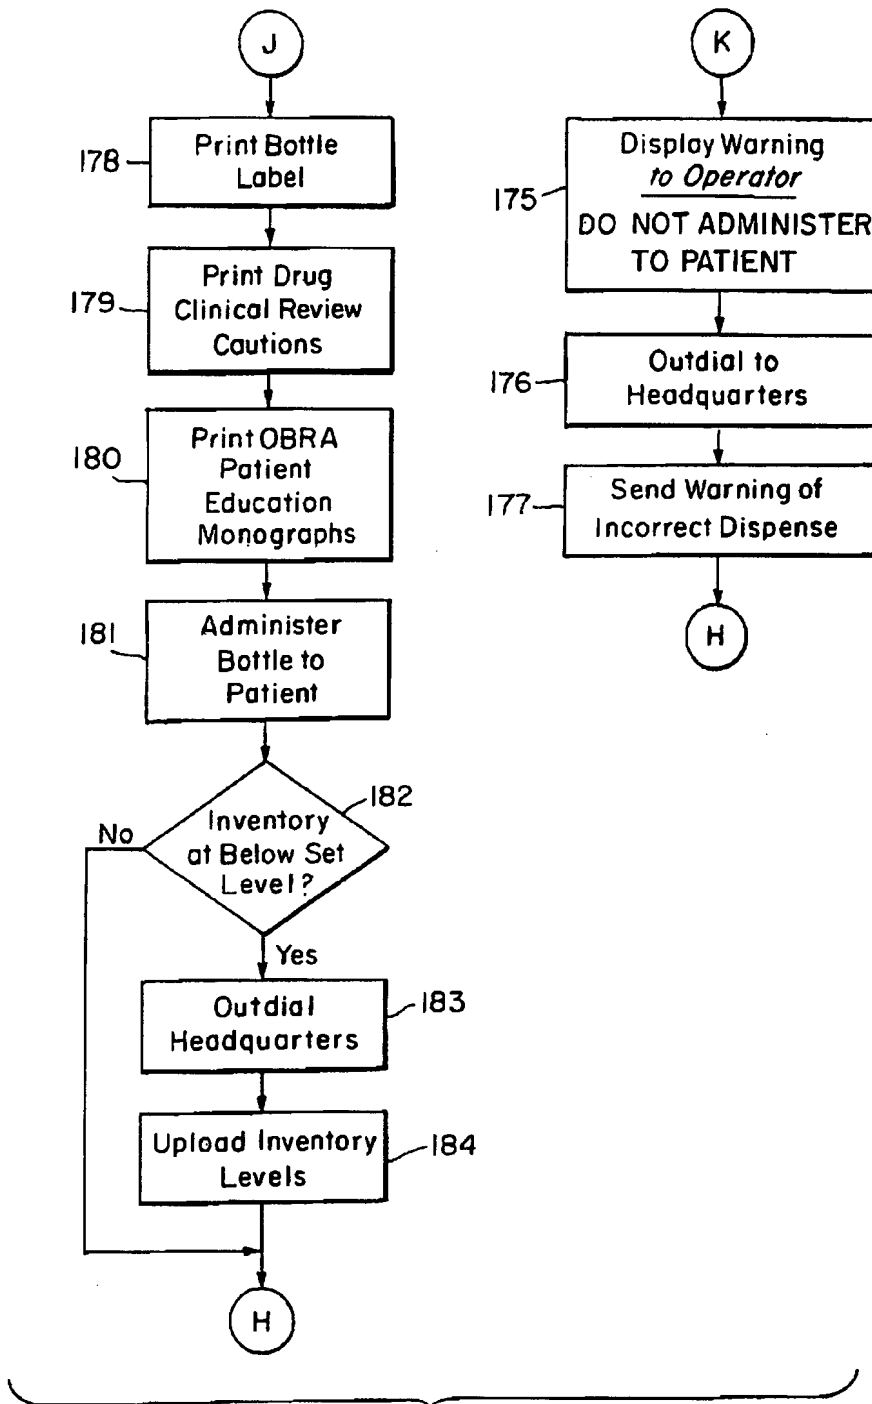 J
178
Print Bottle
Label
179
Print Drug
Clinical Review
Cautions
180
Print OBRA
Patient
Education
Monographs
181
Administer
Bottle to
Patient
182
Inventory
at Below Set
Level?
No
Yes
183
Outdial
Headquarters
184
Upload Inventory
Levels
H
K
175
Display Warning
to Operator
DO NOT ADMINISTER
TO PATIENT
176
Outdial to
Headquarters
177
Send Warning of
Incorrect Dispense
H